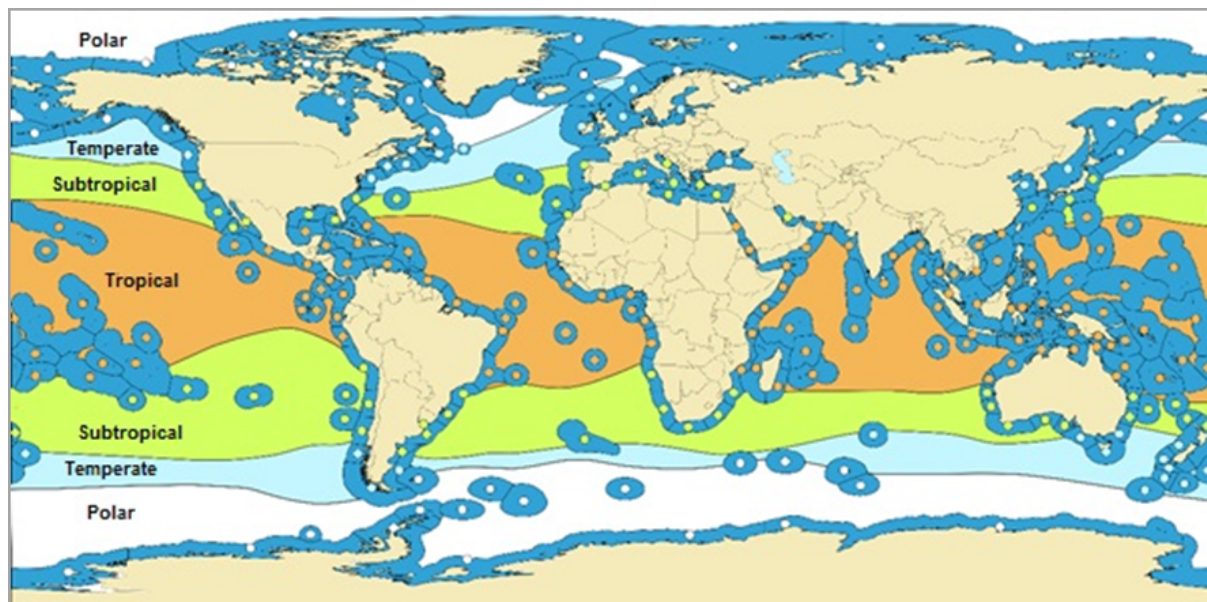 Polar
Temperate
Subtropical
Tropical
Subtropical
Temperate
Polar